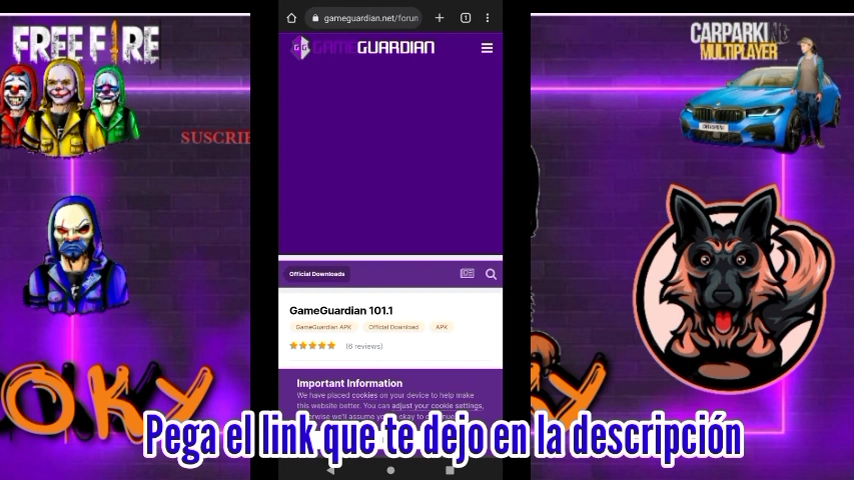 FREE FIRE
SUSCRIB
gameguardian.net/forun
1
GAMEGUARDIAN
Official Downloads
GameGuardian 101.1
GameGuardian APK
Official Download
APK
(6 reviews)
Important Information
We have placed cookies on your device to help make
this website better. You can adjust your cookie settings,
CARPARKING
MULTIPLAYER
OKY
Pega el link que te dejo en la descripción